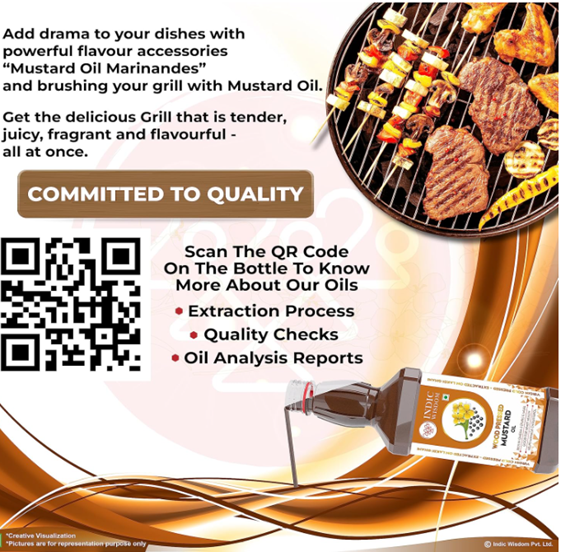 Add drama to your dishes with
powerful flavour accessories
“Mustard Oil Marinandes”
and brushing your grill with Mustard Oil.
Get the delicious Grill that is tender,
juicy, fragrant and flavourful -
all at once.
COMMITTED TO QUALITY
Scan The QR Code
On The Bottle To Know
More About Our Oils
Extraction Process
Quality Checks
Oil Analysis Reports
INDIC
WISDOM
WOOD PRESSED
MUSTARD
OIL
*Creative Visualization
*Pictures are for representation purpose only
© Indic Wisdom Pvt. Ltd.